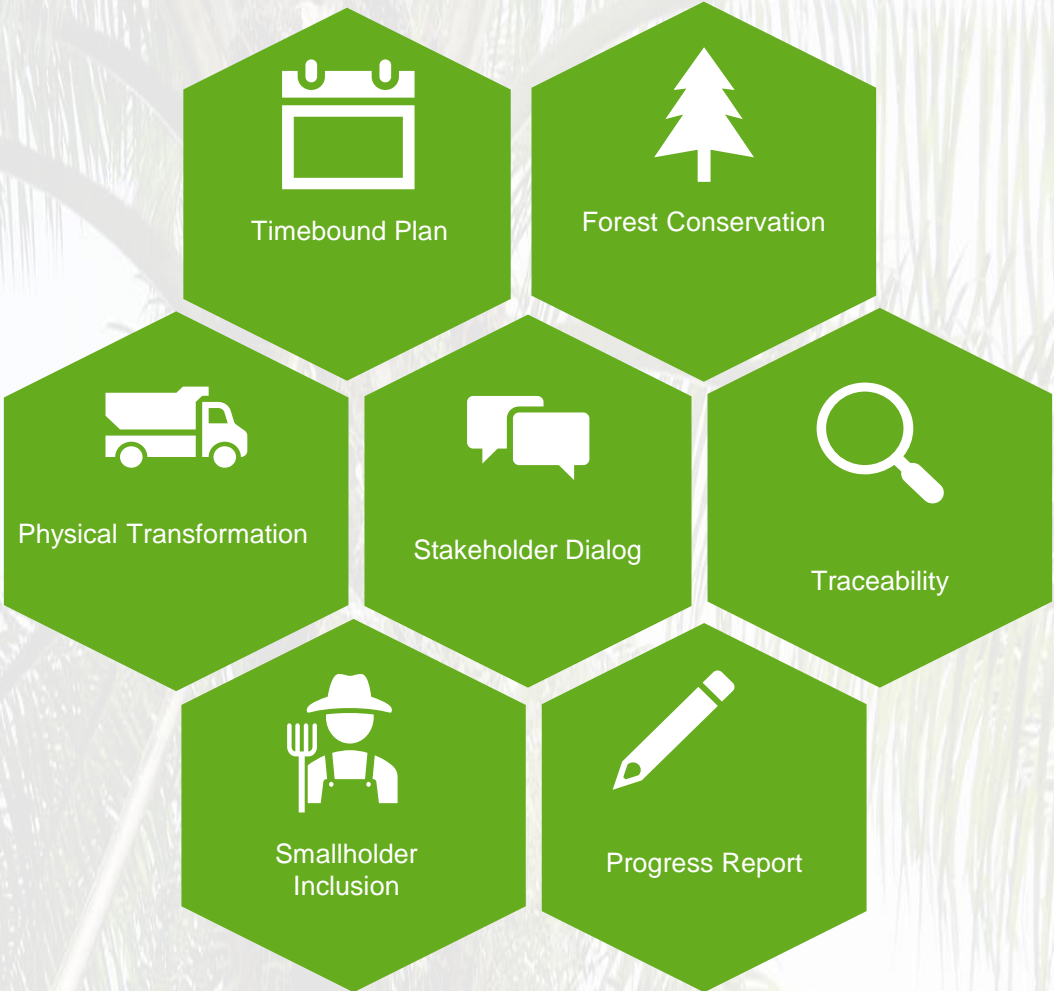 Timebound Plan
Forest Conservation
Physical Transformation
Stakeholder Dialog
Traceability
Smallholder
Inclusion
Progress Report